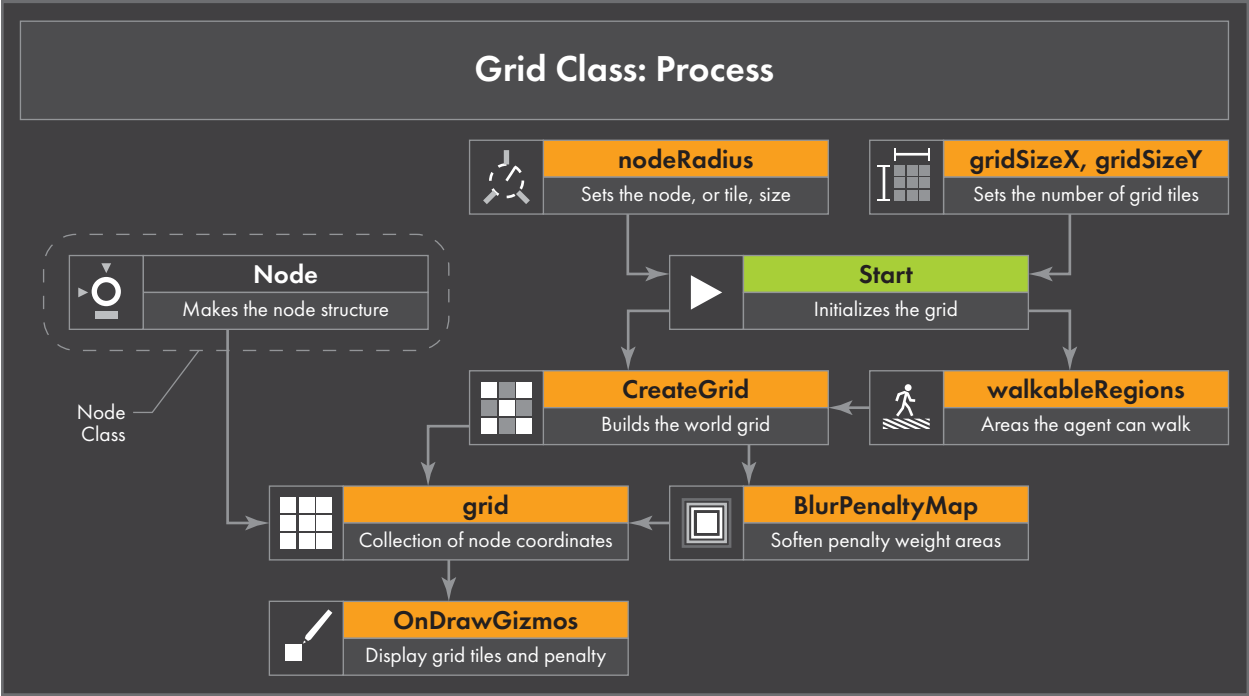 Grid Class: Process
nodeRadius
Sets the node, or tile, size
gridSizeX, gridSizeY
Sets the number of grid tiles
Node
Makes the node structure
Start
Initializes the grid
Node
Class
CreateGrid
Builds the world grid
walkableRegions
Areas the agent can walk
grid
Collection of node coordinates
BlurPenaltyMap
Soften penalty weight areas
OnDrawGizmos
Display grid tiles and penalty